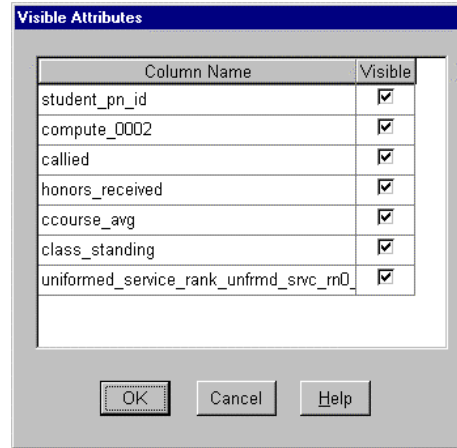 Visible Attributes
Column Name Visible
student_pn_id
compute_0002
callied
honors_received
ccourse_avg
class_standing
uniformed_service_rank_unfrmd_srvc_rn0_
OK Cancel Help